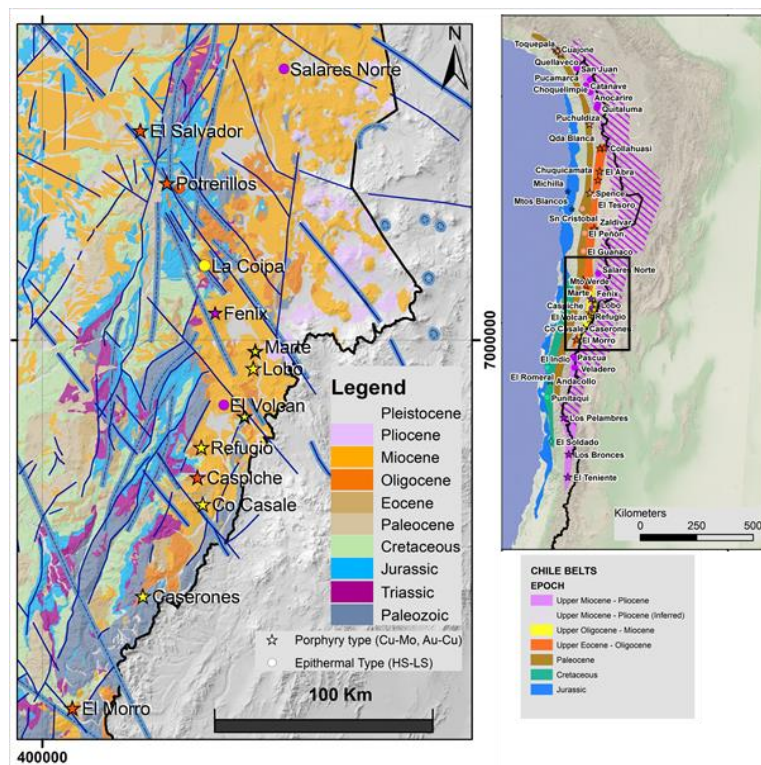 N
Salares Norte
El Salvador
Potrerillos
La Coipa
Fenix
Marte
Lobo
El Volcan
Refugio
Caspiche
Co Casale
Caserones
El Morro
7000000
400000
Legend
Pleistocene
Pliocene
Miocene
Oligocene
Eocene
Paleocene
Cretaceous
Jurassic
Triassic
Paleozoic
Porphyry type (Cu-Mo, Au-Cu)
Epithermal Type (HS-LS)
100 Km
Toquepala
Cuajone
Quellaveco
San Juan
Pucamarca
Catanave
Choquelimpie
Anocarire
Quitaluma
Puchuldiza
Qda Blanca
Collahuasi
Chuquicamata
El Abra
Michilla
Spence
Mtos Blancos
El Tesoro
Sn Cristobal
Zaldivar
El Peñon
El Guanaco
Salares Norte
Mto Verde
Marte
Fenix
Caspiche
Lobo
El Volcan
Refugio
Co Casale
Caserones
El Morro
El Indio
Pascua
Veladero
El Romeral
Andacollo
Punitaqui
Los Pelambres
El Soldado
Los Bronces
El Teniente
Kilometers
0 250 500
CHILE BELTS
EPOCH
Upper Miocene - Pliocene
Upper Miocene - Pliocene (Inferred)
Upper Oligocene - Miocene
Upper Eocene - Oligocene
Paleocene
Cretaceous
Jurassic